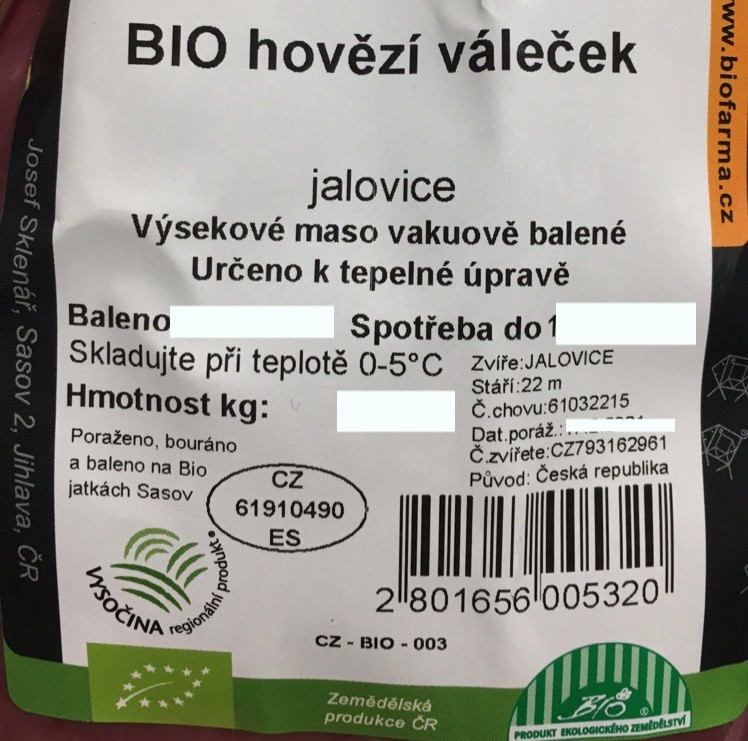 BIO hovězí váleček
www.biofarma.cz
jalovice
Výsekové maso vakuově balené
Určeno k tepelné úpravě
Baleno
Spotřeba do 1
Skladujte při teplotě 0-5°C
Hmotnost kg:
Zvíře:JALOVICE
Stáří:22 m
Č.chovu:61032215
Dat.poráž.:
Č.zvířete:CZ793162961
Původ: Česká republika
Poraženo, bouráno
a baleno na Bio
jatkách Sasov
CZ
61910490
ES
2 801656 005320
VYSOČINA regionální produkt®
CZ - BIO - 003
Zemědělská
produkce ČR
BIO ®
PRODUKT EKOLOGICKÉHO ZEMĚDĚLSTVÍ
Josef Sklenář, Sasov 2, Jihlava, ČR